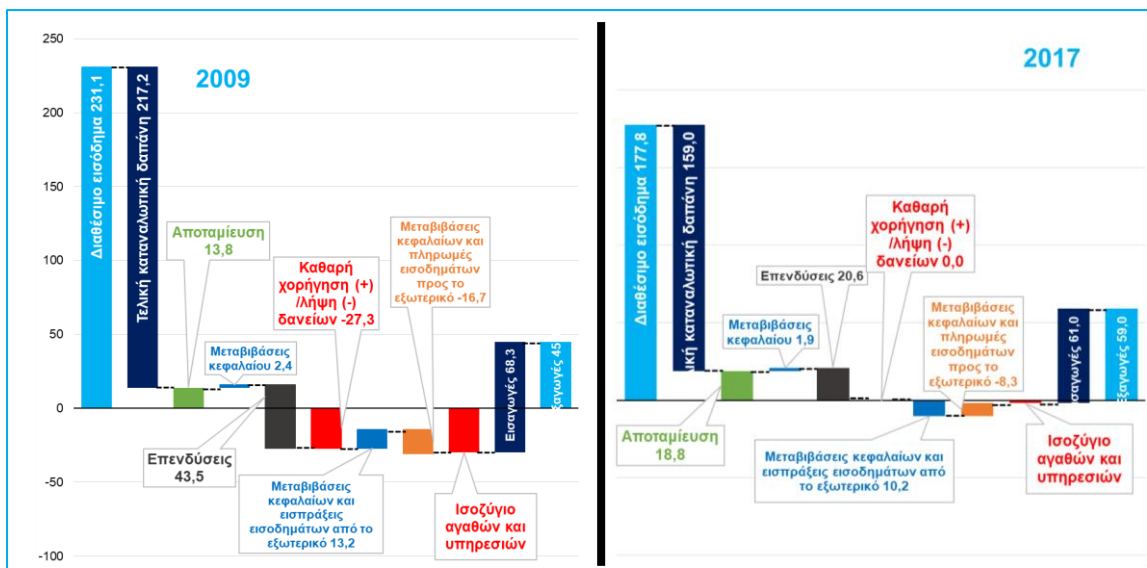 250
200
150
100
50
0
-50
-100
2009
Διαθέσιμο εισόδημα 231,1
Τελική καταναλωτική δαπάνη 217,2
Αποταμίευση
13,8
Μεταβιβάσεις
κεφαλαίου 2,4
Επενδύσεις
43,5
Καθαρή
χορήγηση (+)
/λήψη (-)
δανείων -27,3
Μεταβιβάσεις
κεφαλαίων και
εισπράξεις
εισοδημάτων από το
εξωτερικό 13,2
Μεταβιβάσεις
κεφαλαίων και
πληρωμές
εισοδημάτων
προς το
εξωτερικό -16,7
Ισοζύγιο
αγαθών και
υπηρεσιών
Εισαγωγές 68,3
ξαγωγές 45
2017
Διαθέσιμο εισόδημα 177,8
ική καταναλωτική δαπάνη 159,0
Αποταμίευση
18,8
Μεταβιβάσεις
κεφαλαίου 1,9
Επενδύσεις 20,6
Καθαρή
χορήγηση (+)
/λήψη (-)
δανείων 0,0
Μεταβιβάσεις κεφαλαίων και
εισπράξεις εισοδημάτων από
το εξωτερικό 10,2
Μεταβιβάσεις
κεφαλαίων και
πληρωμές
εισοδημάτων
προς το
εξωτερικό -8,3
Ισοζύγιο
αγαθών και
υπηρεσιών
ισαγωγές 61,0
ξαγωγές 59,0